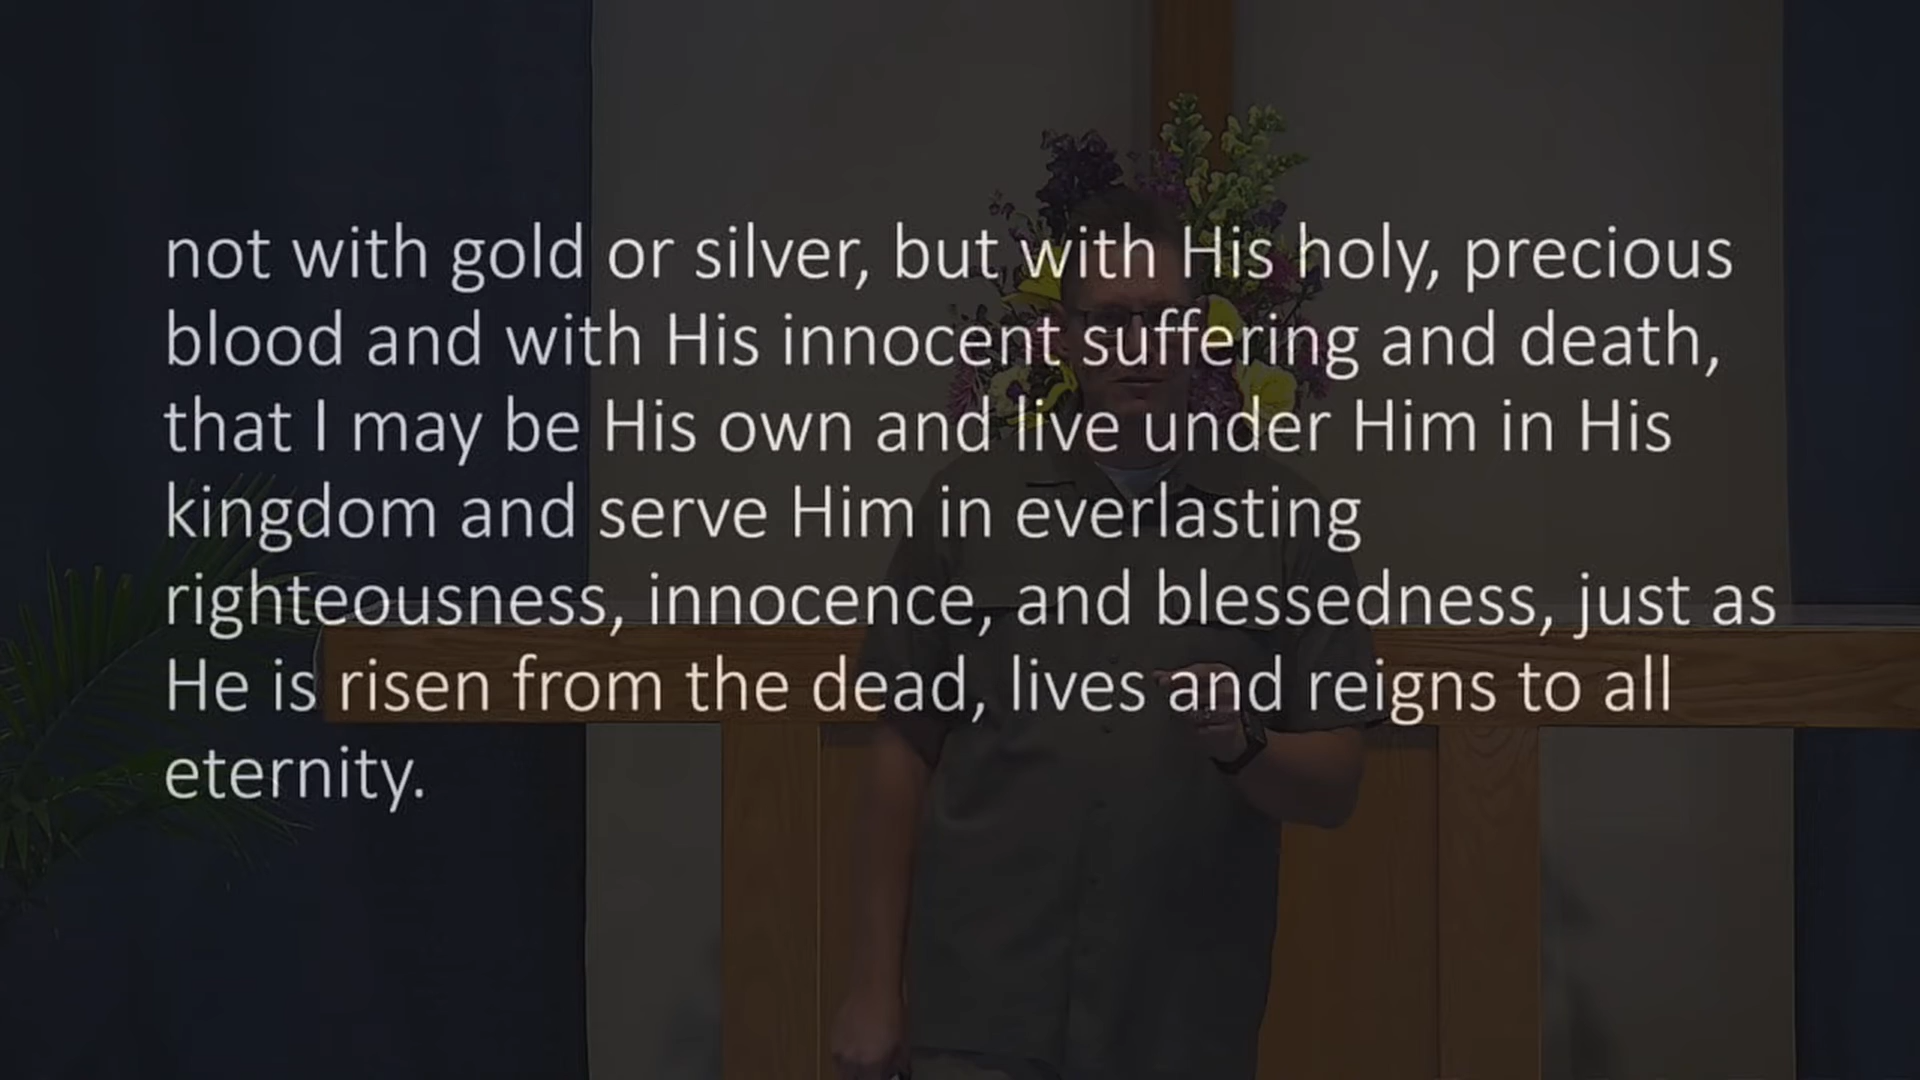 not with gold or silver, but with His holy, precious
blood and with His innocent suffering and death,
that I may be His own and live under Him in His
kingdom and serve Him in everlasting
righteousness, innocence, and blessedness, just as
He is risen from the dead, lives and reigns to all
eternity.